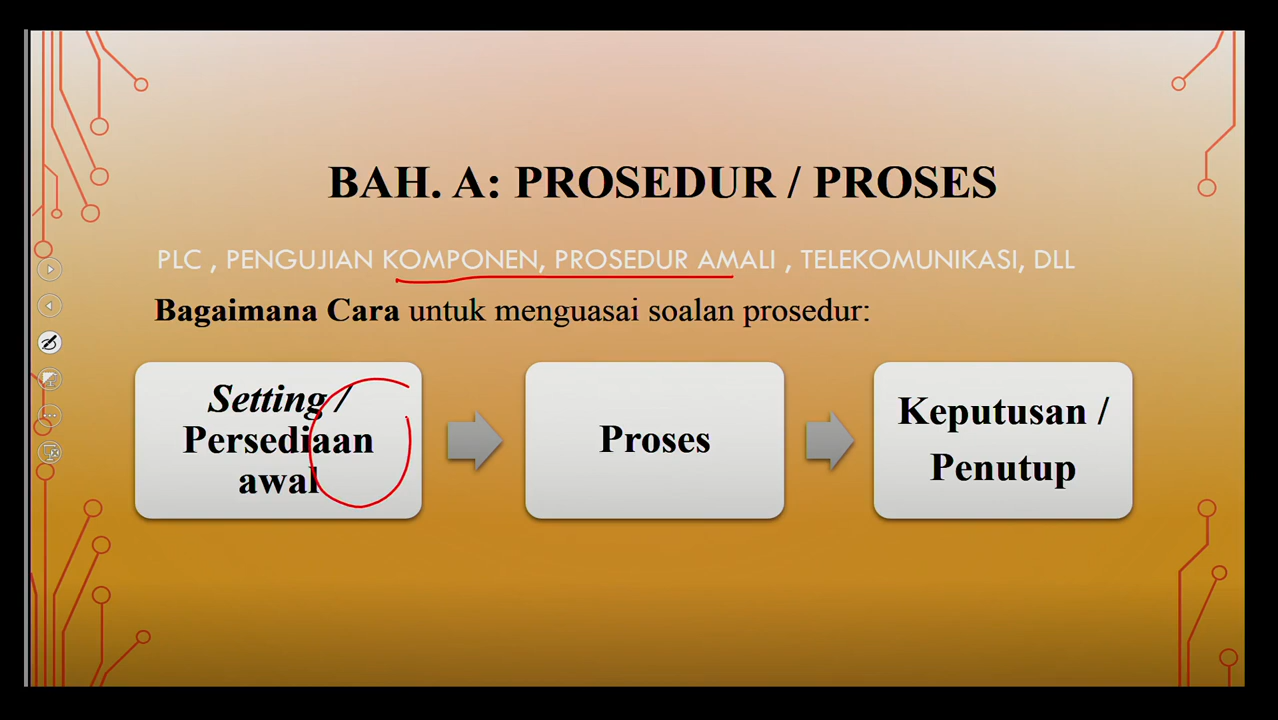 BAH. A: PROSEDUR / PROSES
PLC , PENGUJIAN KOMPONEN, PROSEDUR AMALI , TELEKOMUNIKASI, DLL
Bagaimana Cara untuk menguasai soalan prosedur:
Setting /
Persediaan
awal
Proses
Keputusan /
Penutup